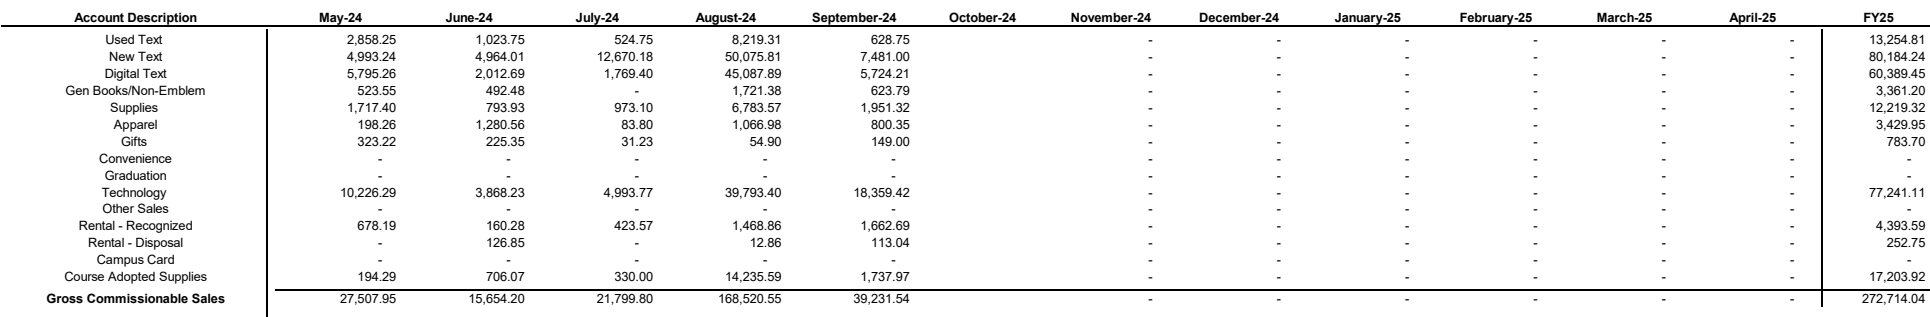 Account Description May-24 June-24 July-24 August-24 September-24 October-24 November-24 December-24 January-25 February-25 March-25 April-25 FY25
Used Text 2,858.25 1,023.75 524.75 8,219.31 628.75 - - - - - - 13,254.81
New Text 4,993.24 4,964.01 12,670.18 50,075.81 7,481.00 - - - - - - 80,184.24
Digital Text 5,795.26 2,012.69 1,769.40 45,087.89 5,724.21 - - - - - - 60,389.45
Gen Books/Non-Emblem 523.55 492.48 - 1,721.38 623.79 - - - - - - 3,361.20
Supplies 1,717.40 793.93 973.10 6,783.57 1,951.32 - - - - - - 12,219.32
Apparel 198.26 1,280.56 83.80 1,066.98 800.35 - - - - - - 3,429.95
Gifts 323.22 225.35 31.23 54.90 149.00 - - - - - - 783.70
Convenience - - - - - - - - - - - -
Graduation - - - - - - - - - - - -
Technology 10,226.29 3,868.23 4,993.77 39,793.40 18,359.42 - - - - - - 77,241.11
Other Sales - - - - - - - - - - - -
Rental - Recognized 678.19 160.28 423.57 1,468.86 1,662.69 - - - - - - 4,393.59
Rental - Disposal - 126.85 - 12.86 113.04 - - - - - - 252.75
Campus Card - - - - - - - - - - - -
Course Adopted Supplies 194.29 706.07 330.00 14,235.59 1,737.97 - - - - - - 17,203.92
Gross Commissionable Sales 27,507.95 15,654.20 21,799.80 168,520.55 39,231.54 - - - - - - 272,714.04